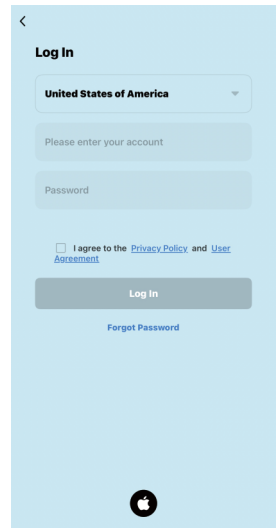 Log In
United States of America
Please enter your account
Password
I agree to the Privacy Policy and User
Agreement
Log In
Forgot Password